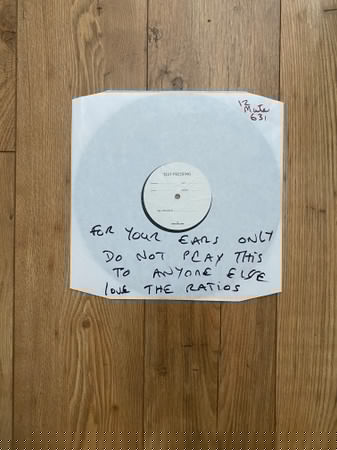 12
Mute
631
TEST PRESSING
FOR YOUR EARS ONLY
DO NOT PLAY THIS
TO ANYONE ELSE
love THE RATIOS